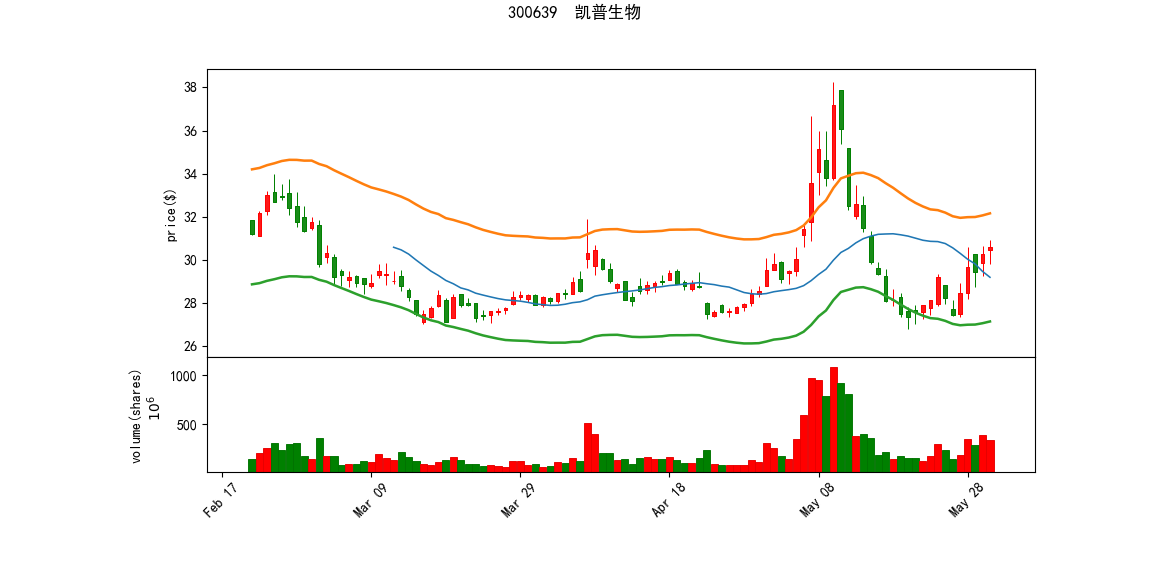 300639 凯普生物
price($)
38
36
34
32
30
28
26
volume(shares)
10^6
1000
500
Feb 17
Mar 09
Mar 29
Apr 18
May 08
May 28